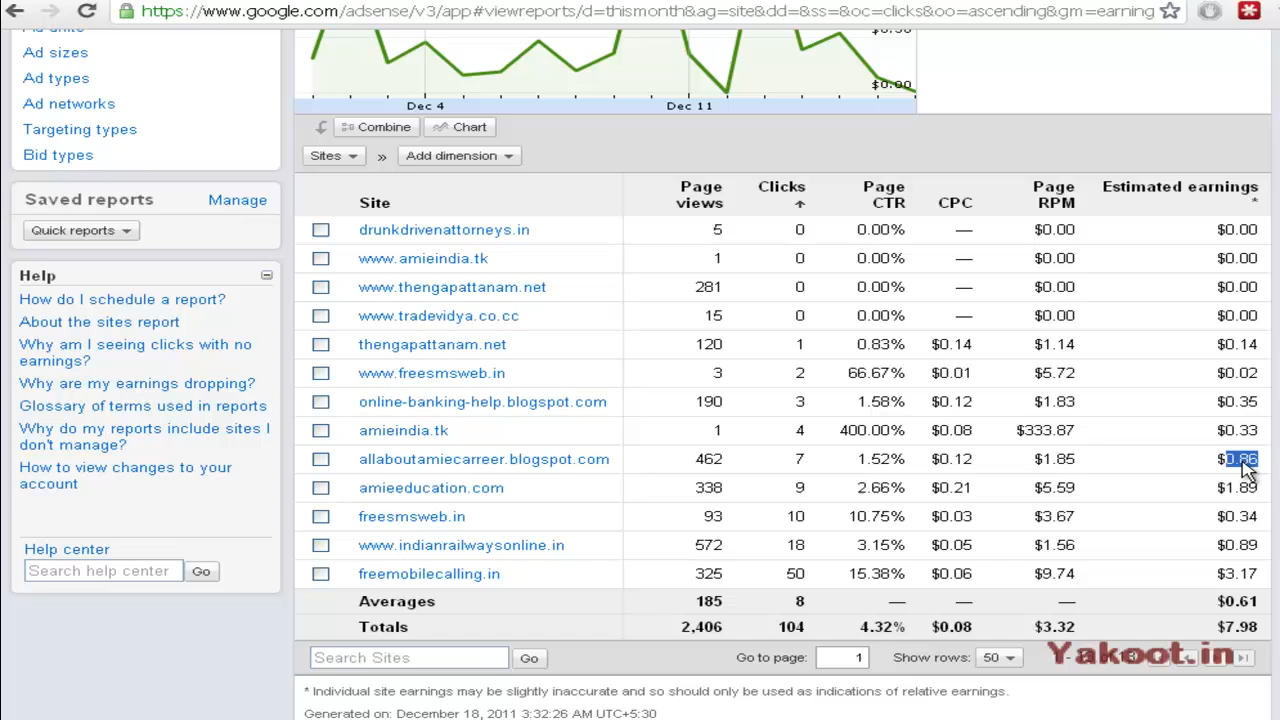 https://www.google.com/adsense/v3/app#viewreports/d=thismonth&ag=site&dd=&ss=&oc=clicks&oo=ascending&gm=earning
Ad sizes
Ad types
Ad networks
Targeting types
Bid types
Saved reports Manage
Quick reports
Help
How do I schedule a report?
About the sites report
Why am I seeing clicks with no
earnings?
Why are my earnings dropping?
Glossary of terms used in reports
Why do my reports include sites I
don't manage?
How to view changes to your
account
Help center
Search help center Go
$0.00
Dec 4 Dec 11
Combine Chart
Sites » Add dimension
Site Page views Clicks Page CTR CPC Page RPM Estimated earnings *
drunkdrivenattorneys.in 5 0 0.00% — $0.00 $0.00
www.amieindia.tk 1 0 0.00% — $0.00 $0.00
www.thengapattanam.net 281 0 0.00% — $0.00 $0.00
www.tradevidya.co.cc 15 0 0.00% — $0.00 $0.00
thengapattanam.net 120 1 0.83% $0.14 $1.14 $0.14
www.freesmsweb.in 3 2 66.67% $0.01 $5.72 $0.02
online-banking-help.blogspot.com 190 3 1.58% $0.12 $1.83 $0.35
amieindia.tk 1 4 400.00% $0.08 $333.87 $0.33
allaboutamiecarreer.blogspot.com 462 7 1.52% $0.12 $1.85 $0.86
amieeducation.com 338 9 2.66% $0.21 $5.59 $1.89
freesmsweb.in 93 10 10.75% $0.03 $3.67 $0.34
www.indianrailwaysonline.in 572 18 3.15% $0.05 $1.56 $0.89
freemobilecalling.in 325 50 15.38% $0.06 $9.74 $3.17
Averages 185 8 — — — $0.61
Totals 2,406 104 4.32% $0.08 $3.32 $7.98
Search Sites Go Go to page: 1 Show rows: 50
Yakoot.in
* Individual site earnings may be slightly inaccurate and so should only be used as indications of relative earnings.
Generated on: December 18, 2011 3:32:26 AM UTC+5:30